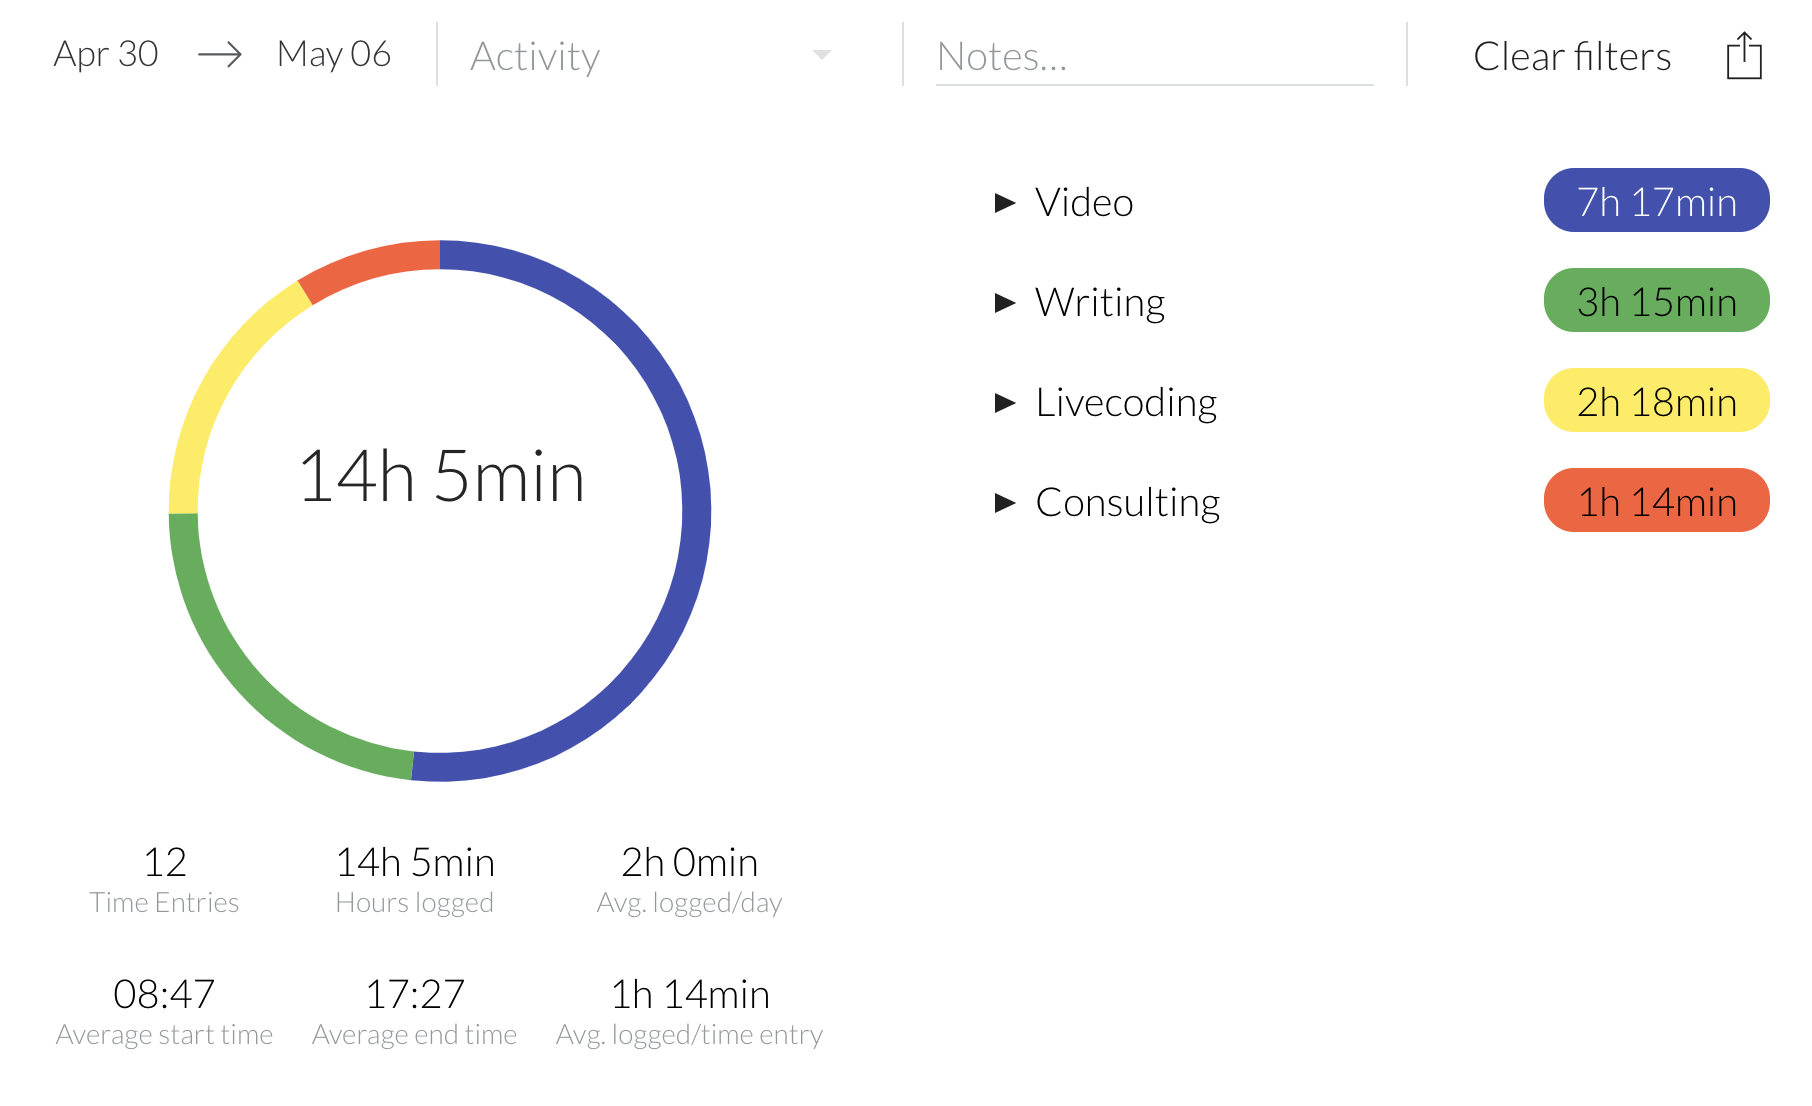 Apr 30 → May 06 Activity Notes... Clear filters
Video 7h 17min
Writing 3h 15min
Livecoding 2h 18min
Consulting 1h 14min
14h 5min
12 14h 5min 2h 0min
Time Entries Hours logged Avg. logged/day
08:47 17:27 1h 14min
Average start time Average end time Avg. logged/time entry